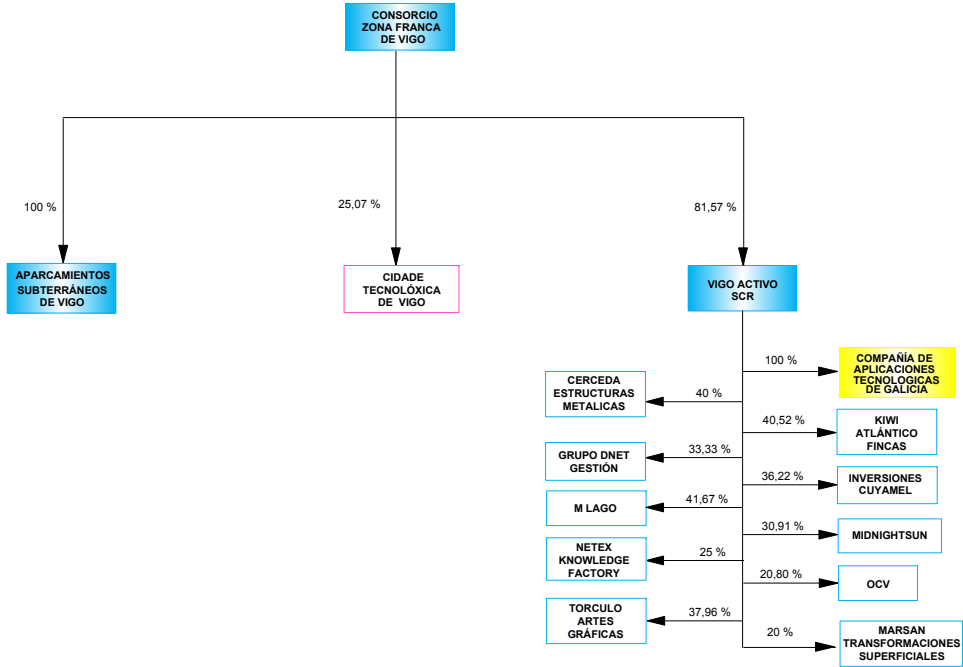 CONSORCIO
ZONA FRANCA
DE VIGO
100 %
25,07 %
81,57 %
APARCAMIENTOS
SUBTERRÁNEOS
DE VIGO
CIDADE
TECNOLÓXICA
DE VIGO
VIGO ACTIVO
SCR
100 %
COMPAÑÍA DE
APLICACIONES
TECNOLOGICAS
DE GALICIA
CERCEDA
ESTRUCTURAS
METALICAS
40 %
40,52 %
KIWI
ATLÁNTICO
FINCAS
GRUPO DNET
GESTIÓN
33,33 %
36,22 %
INVERSIONES
CUYAMEL
M LAGO
41,67 %
30,91 %
MIDNIGHTSUN
NETEX
KNOWLEDGE
FACTORY
25 %
20,80 %
OCV
TORCULO
ARTES
GRÁFICAS
37,96 %
20 %
MARSAN
TRANSFORMACIONES
SUPERFICIALES